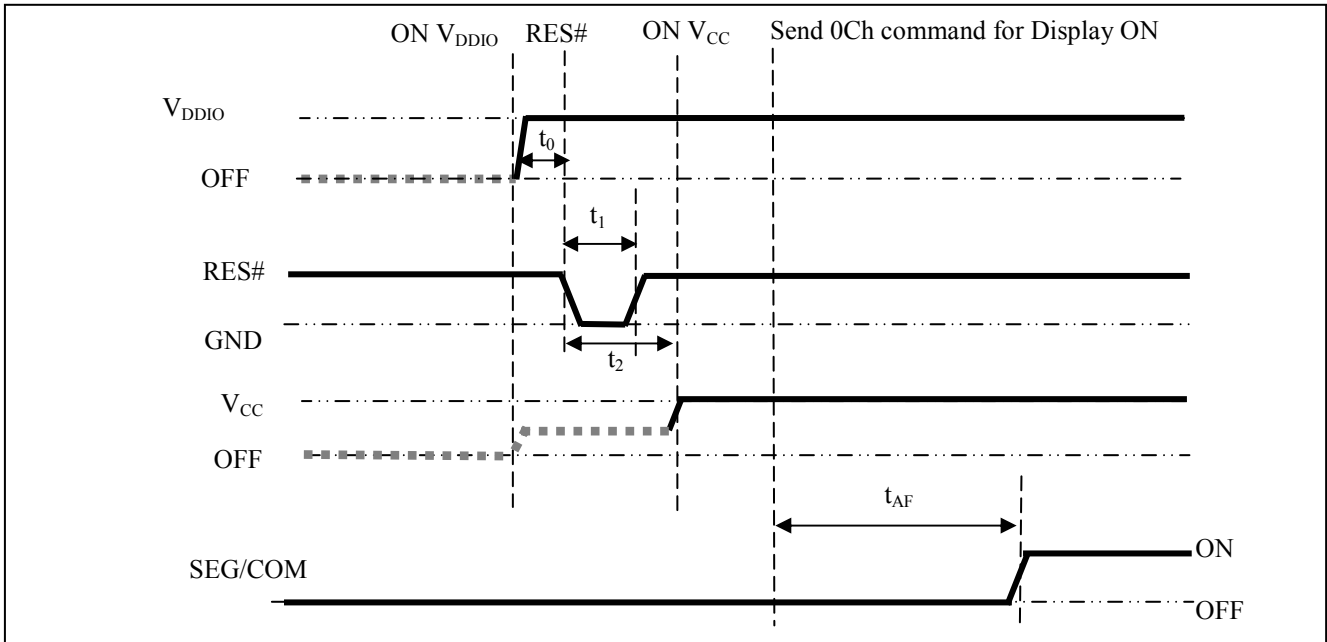 ON VDDIO RES# ON VCC Send 0Ch command for Display ON
VDDIO
t0
OFF
t1
RES#
GND
t2
VCC
OFF
tAF
ON
SEG/COM
OFF